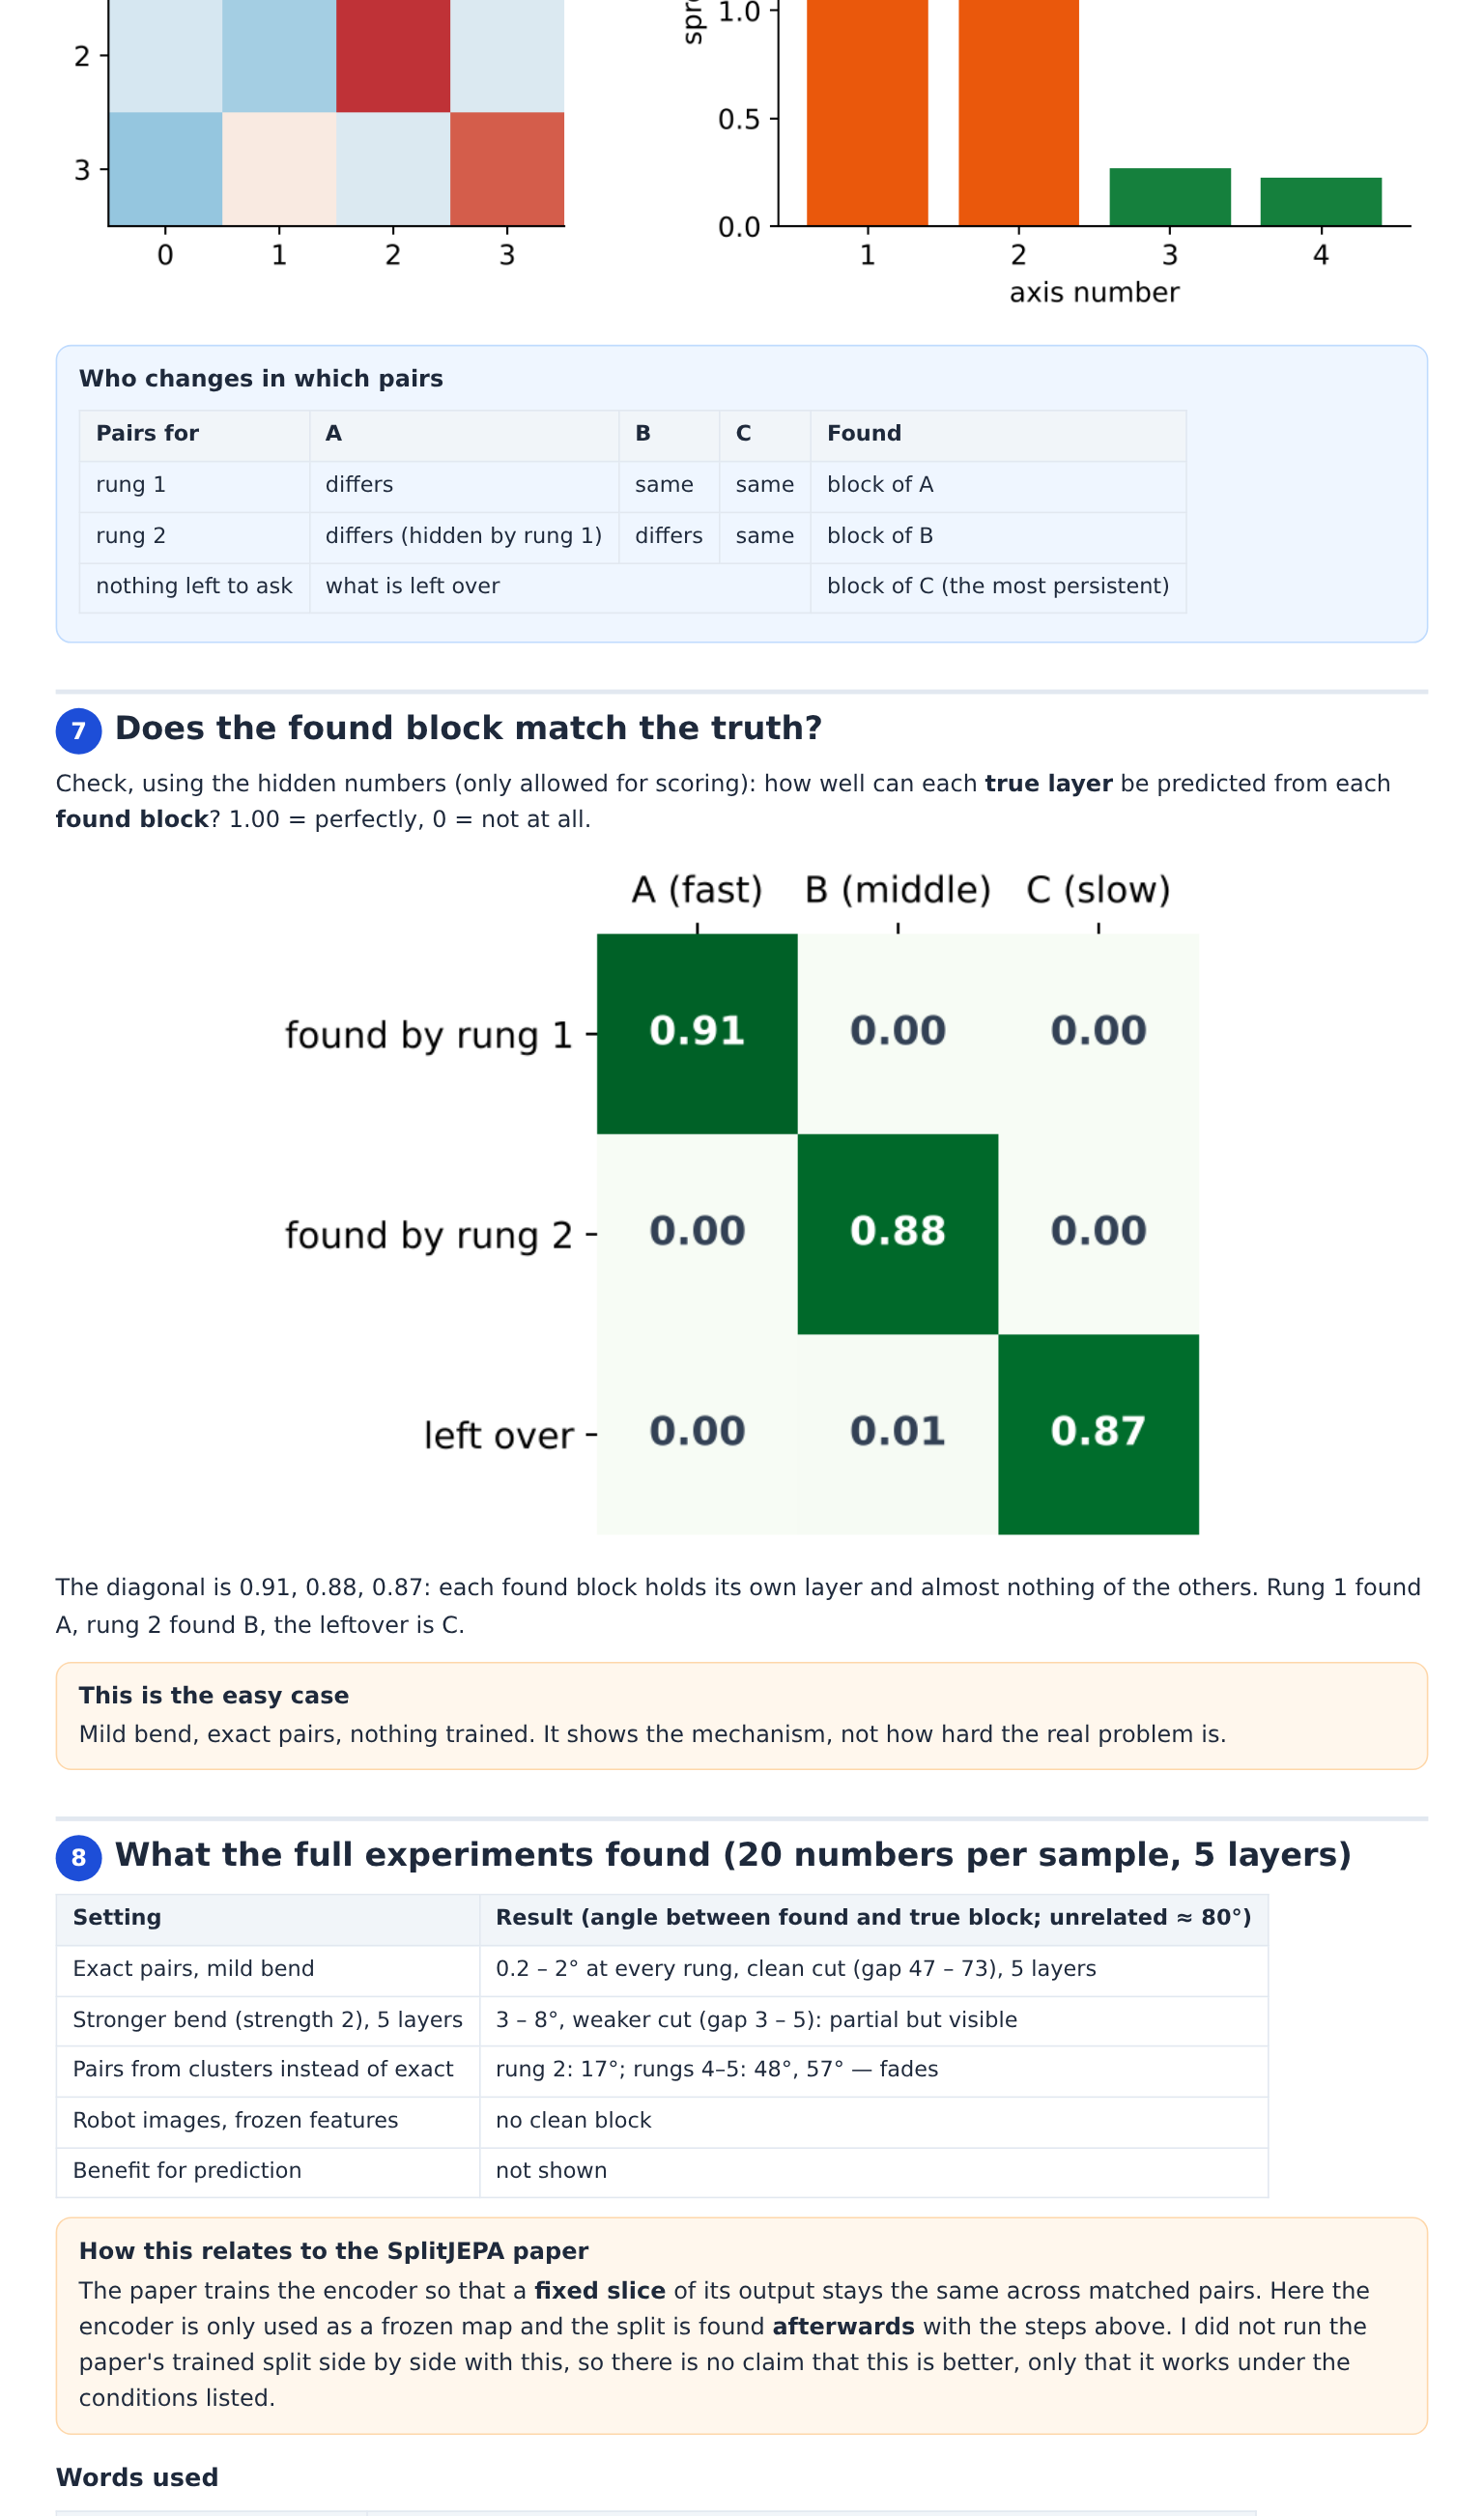 2
3
0
1
2
3
spre
1.0
0.5
0.0
1
2
3
4
axis number
Who changes in which pairs
Pairs for A B C Found
rung 1 differs same same block of A
rung 2 differs (hidden by rung 1) differs same block of B
nothing left to ask what is left over block of C (the most persistent)
7 Does the found block match the truth?
Check, using the hidden numbers (only allowed for scoring): how well can each true layer be predicted from each
found block? 1.00 = perfectly, 0 = not at all.
A (fast) B (middle) C (slow)
found by rung 1 0.91 0.00 0.00
found by rung 2 0.00 0.88 0.00
left over 0.00 0.01 0.87
The diagonal is 0.91, 0.88, 0.87: each found block holds its own layer and almost nothing of the others. Rung 1 found
A, rung 2 found B, the leftover is C.
This is the easy case
Mild bend, exact pairs, nothing trained. It shows the mechanism, not how hard the real problem is.
8 What the full experiments found (20 numbers per sample, 5 layers)
Setting Result (angle between found and true block; unrelated ≈ 80°)
Exact pairs, mild bend 0.2 – 2° at every rung, clean cut (gap 47 – 73), 5 layers
Stronger bend (strength 2), 5 layers 3 – 8°, weaker cut (gap 3 – 5): partial but visible
Pairs from clusters instead of exact rung 2: 17°; rungs 4–5: 48°, 57° — fades
Robot images, frozen features no clean block
Benefit for prediction not shown
How this relates to the SplitJEPA paper
The paper trains the encoder so that a fixed slice of its output stays the same across matched pairs. Here the
encoder is only used as a frozen map and the split is found afterwards with the steps above. I did not run the
paper's trained split side by side with this, so there is no claim that this is better, only that it works under the
conditions listed.
Words used